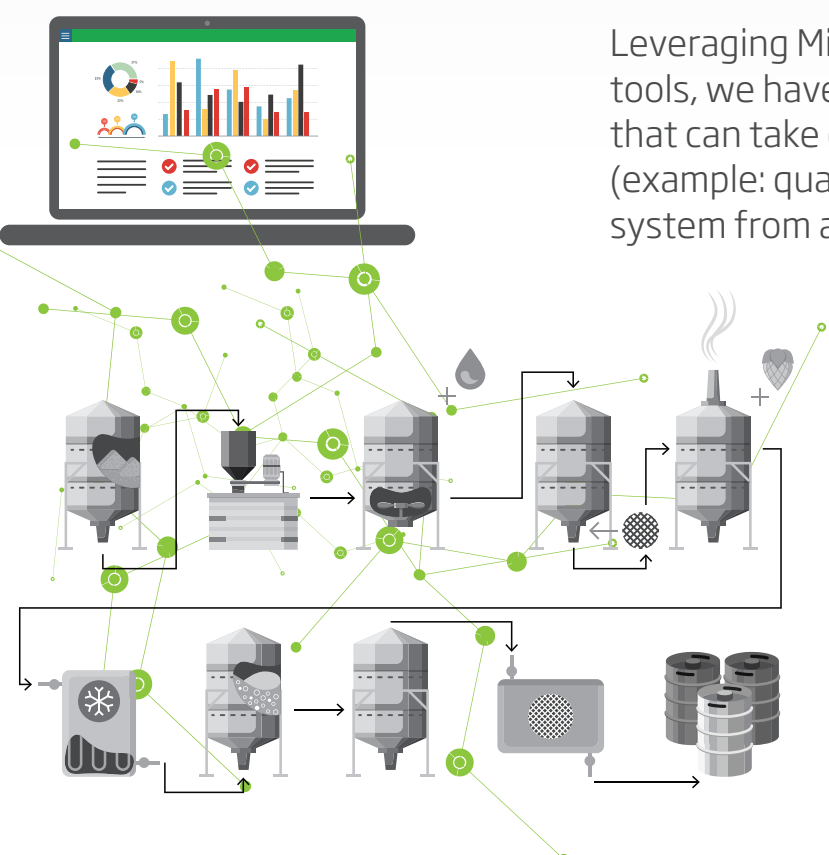 Leveraging Mi
tools, we have
that can take
(example: qua
system from a